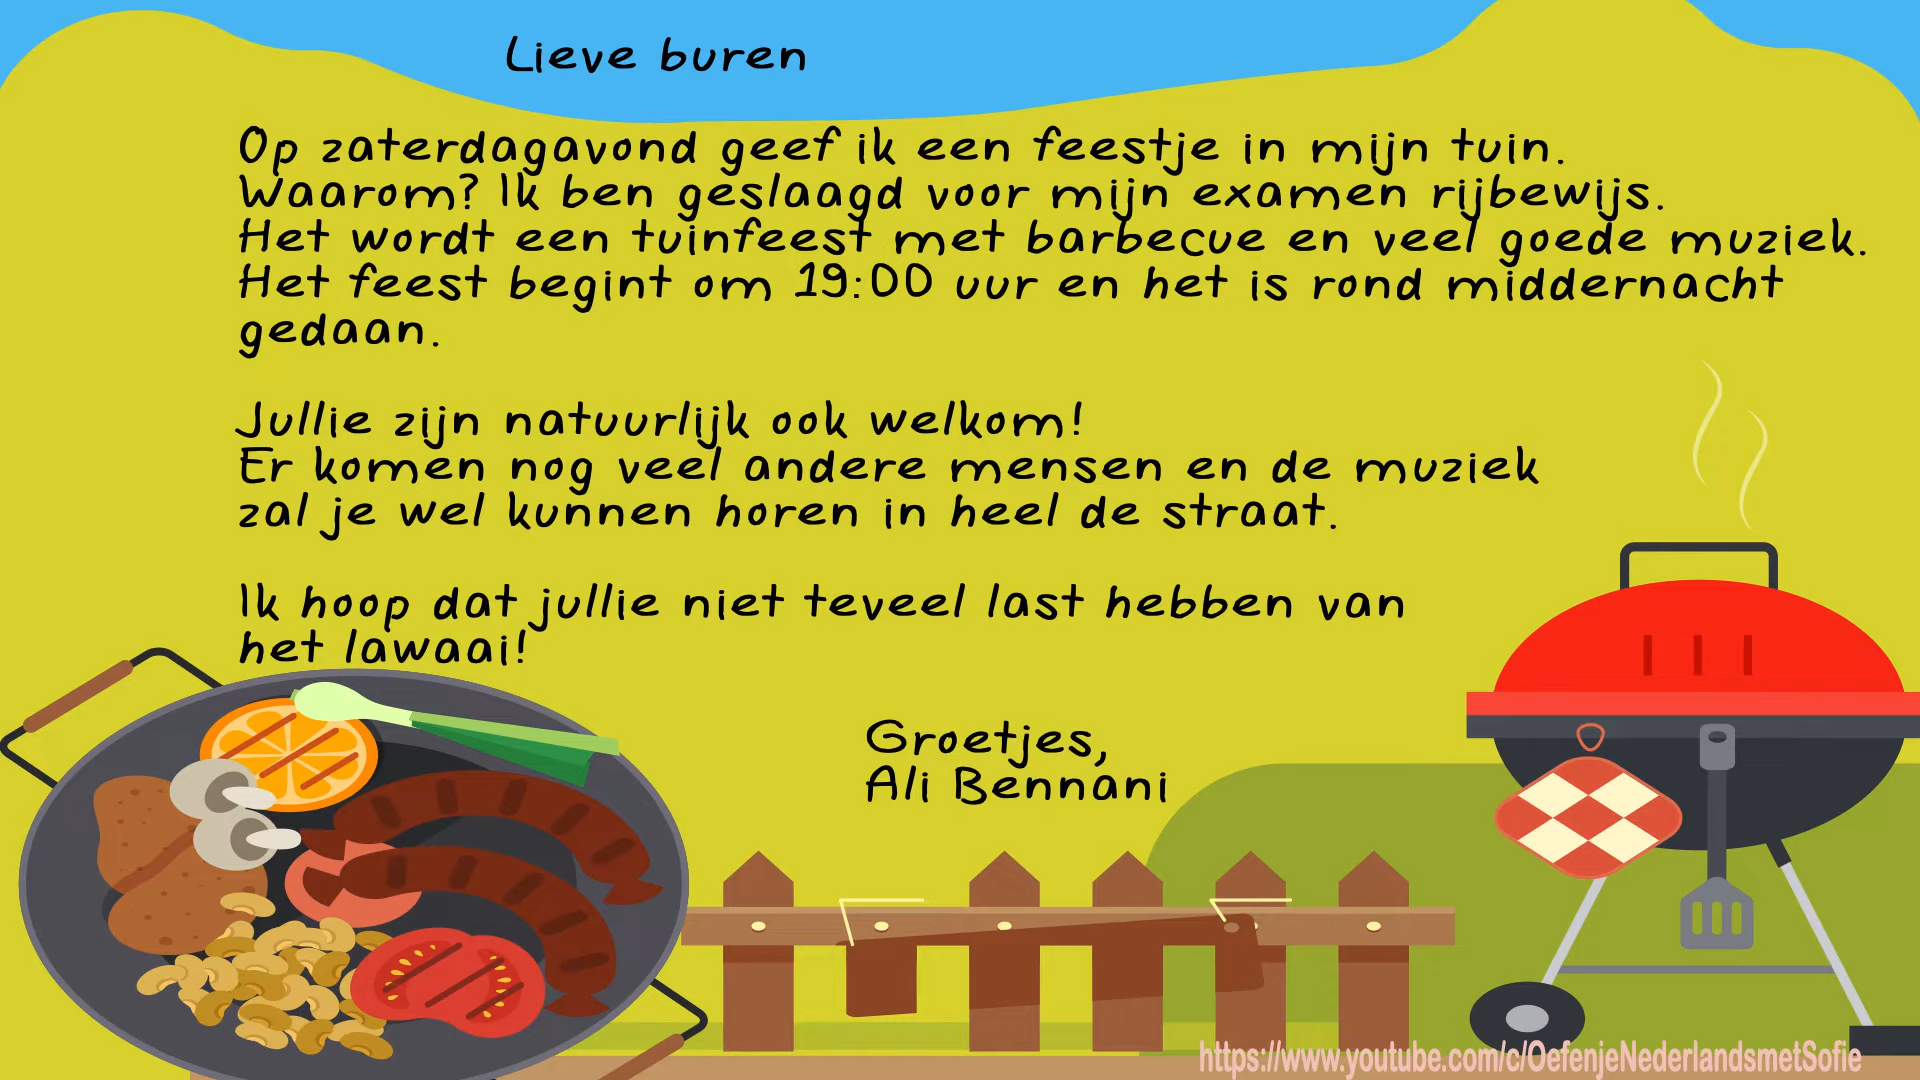 Lieve buren
Op zaterdagavond geef ik een feestje in mijn tuin.
Waarom? Ik ben geslaagd voor mijn examen rijbewijs.
Het wordt een tuinfeest met barbecue en veel goede muziek.
Het feest begint om 19:00 uur en het is rond middernacht
gedaan.
Jullie zijn natuurlijk ook welkom!
Er komen nog veel andere mensen en de muziek
zal je wel kunnen horen in heel de straat.
Ik hoop dat jullie niet teveel last hebben van
het lawaai!
Groetjes,
Ali Bennani
https://www.youtube.com/c/OefenjeNederlandsmetSofie